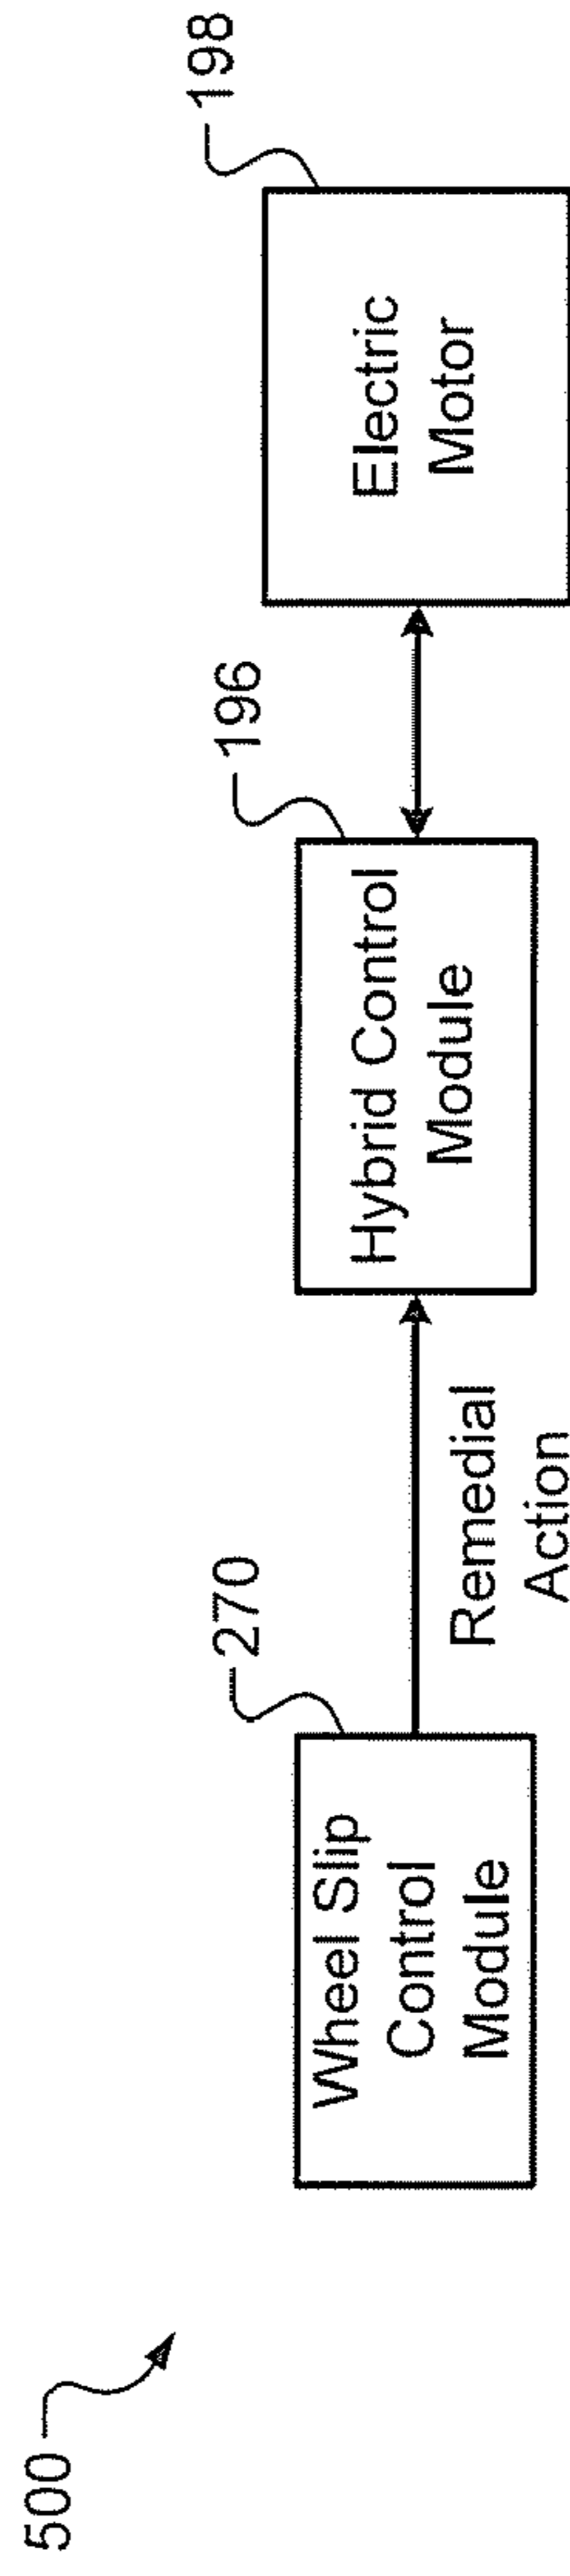 500
270
Wheel Slip
Control
Module
Remedial
Action
196
Hybrid Control
Module
198
Electric
Motor